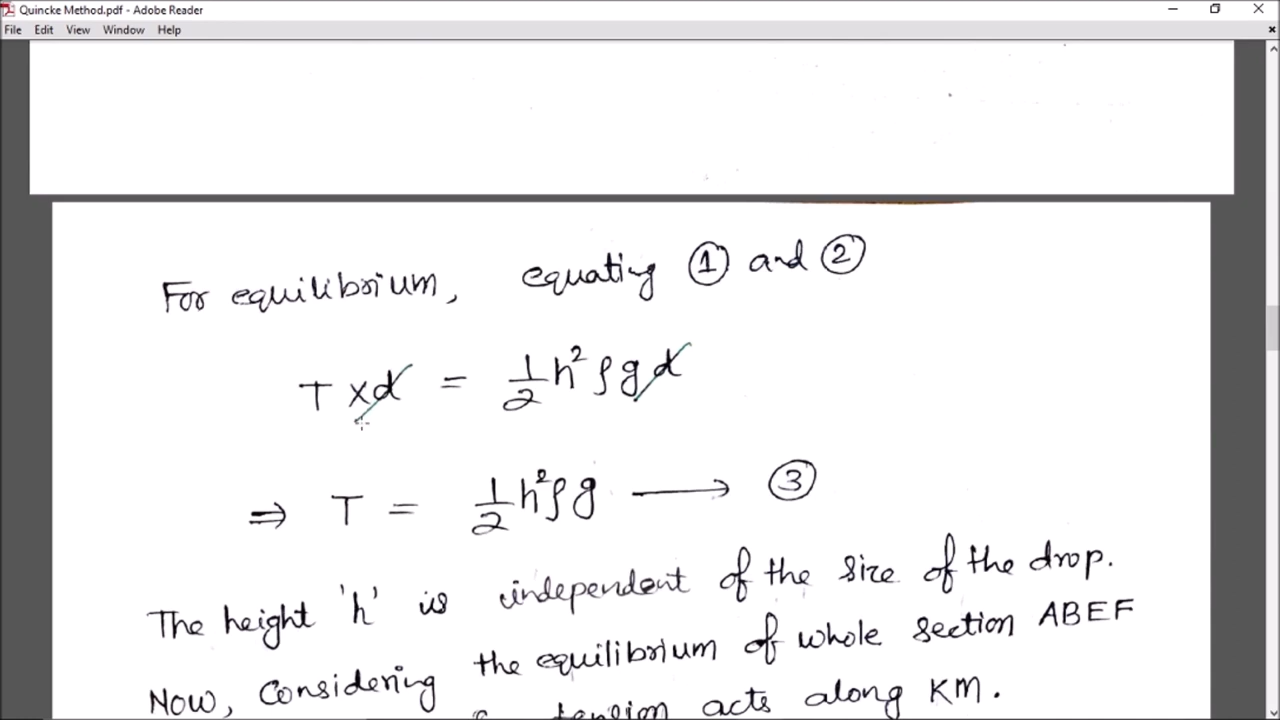 Quincke Method.pdf - Adobe Reader
File Edit View Window Help
For equilibrium, equating ① and ②
T × d = 1/2 h² ρ g d
⇒ T = 1/2 h² ρ g ⟶ ③
The height 'h' is independent of the size of the drop.
Now, Considering the equilibrium of whole section ABEF
tension acts along KM.